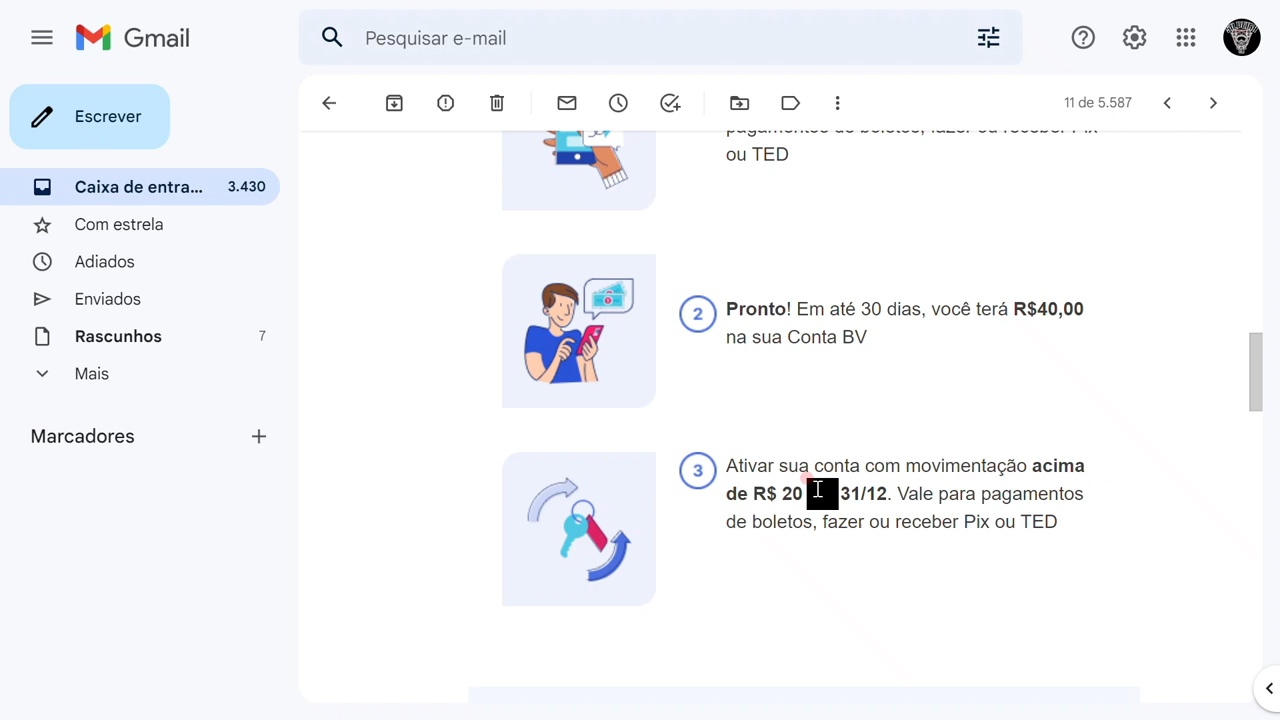 Gmail
Pesquisar e-mail
Escrever
11 de 5.587
Caixa de entra... 3.430
Com estrela
Adiados
Enviados
Rascunhos 7
Mais
Marcadores +
ou TED
2 Pronto! Em até 30 dias, você terá R$40,00
na sua Conta BV
3 Ativar sua conta com movimentação acima
de R$ 20 31/12. Vale para pagamentos
de boletos, fazer ou receber Pix ou TED